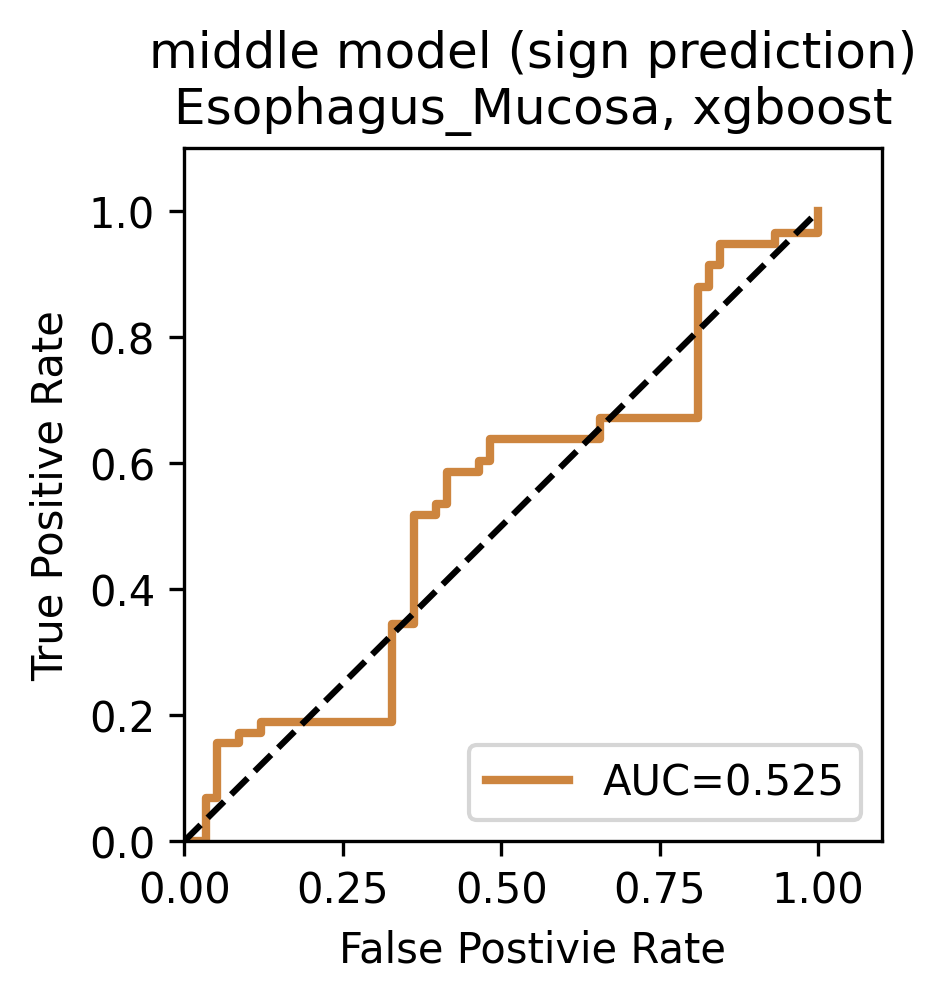 middle model (sign prediction)
Esophagus_Mucosa, xgboost
True Positive Rate
1.0
0.8
0.6
0.4
0.2
0.0
AUC=0.525
0.00 0.25 0.50 0.75 1.00
False Postivie Rate